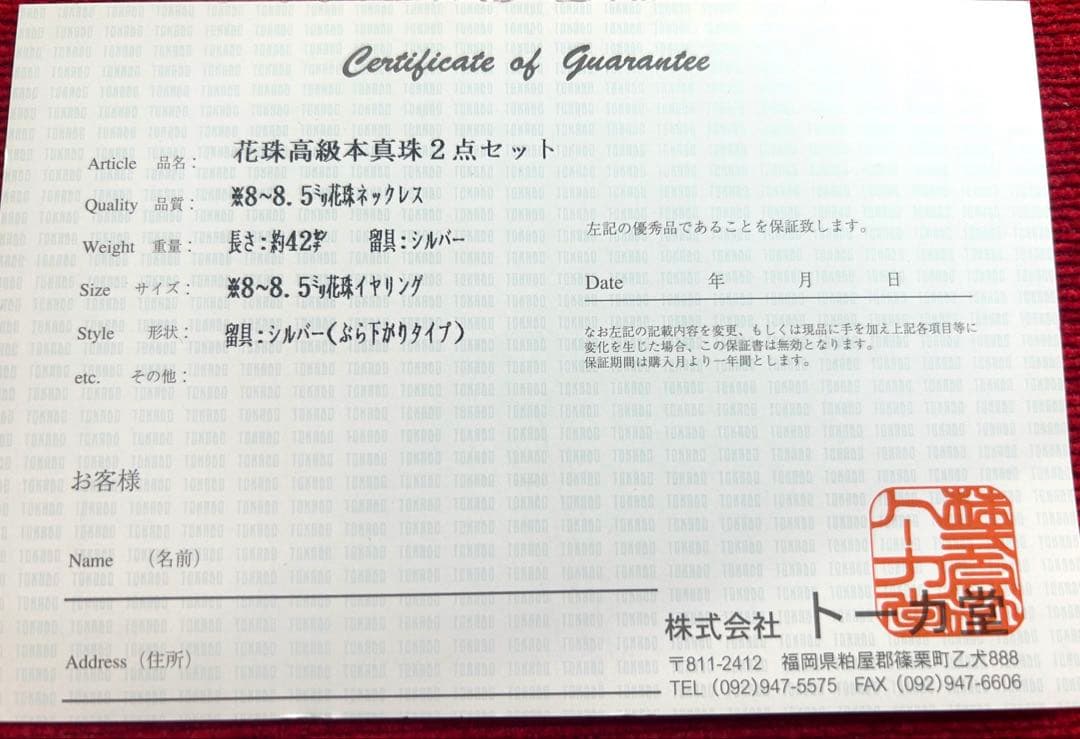 Certificate of Guarantee
Article 品名： 花珠高級本真珠２点セット
Quality 品質： ※8~8.5㍉花珠ネックレス
Weight 重量： 長さ：約42㌢ 留具：シルバー
Size サイズ： ※8~8.5㍉花珠イヤリング
Style 形状： 留具：シルバー(ぶら下がりタイプ)
etc. その他：
左記の優秀品であることを保証致します。
Date 年 月 日
なお左記の記載内容を変更、もしくは現品に手を加え上記各項目等に
変化を生じた場合、この保証書は無効となります。
保証期間は購入月より一年間とします。
お客様
Name （名前）
Address （住所）
株式会社 トーカ堂
〒811-2412 福岡県粕屋郡篠栗町乙犬888
TEL（092）947-5575 FAX（092）947-6606